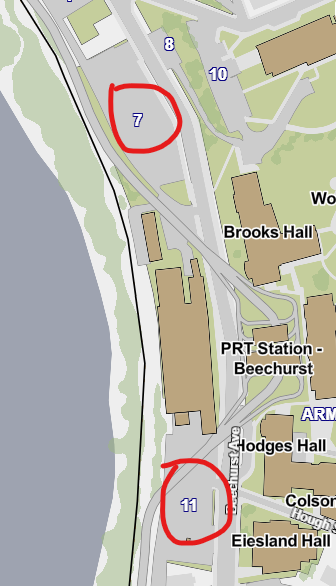 8
10
7
Wo
Brooks Hall
PRT Station -
Beechurst
ARM
Beechurst Ave
Hodges Hall
11
Colson
Hough S
Eiesland Hall